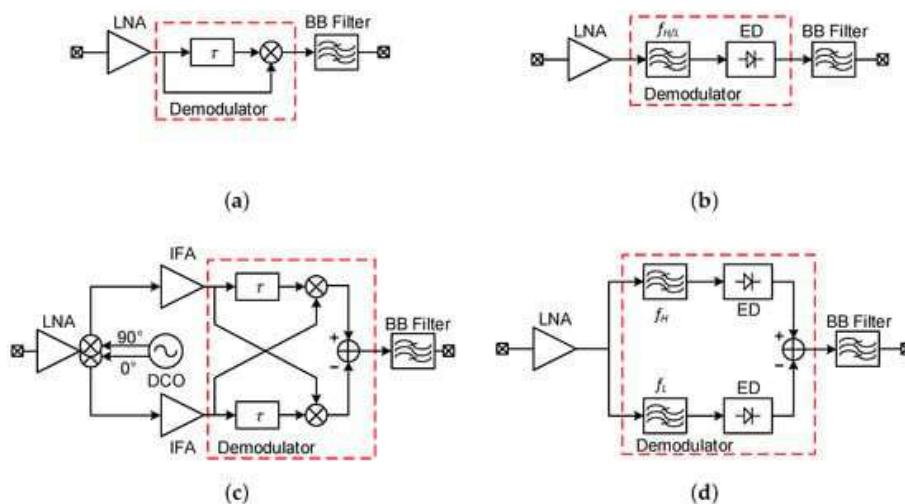 LNA
τ
BB Filter
Demodulator
(a)
LNA
f_H/L
ED
BB Filter
Demodulator
(b)
IFA
τ
LNA
90°
0°
DCO
+
−
BB Filter
τ
IFA
Demodulator
(c)
LNA
f_H
ED
+
−
BB Filter
f_L
ED
Demodulator
(d)